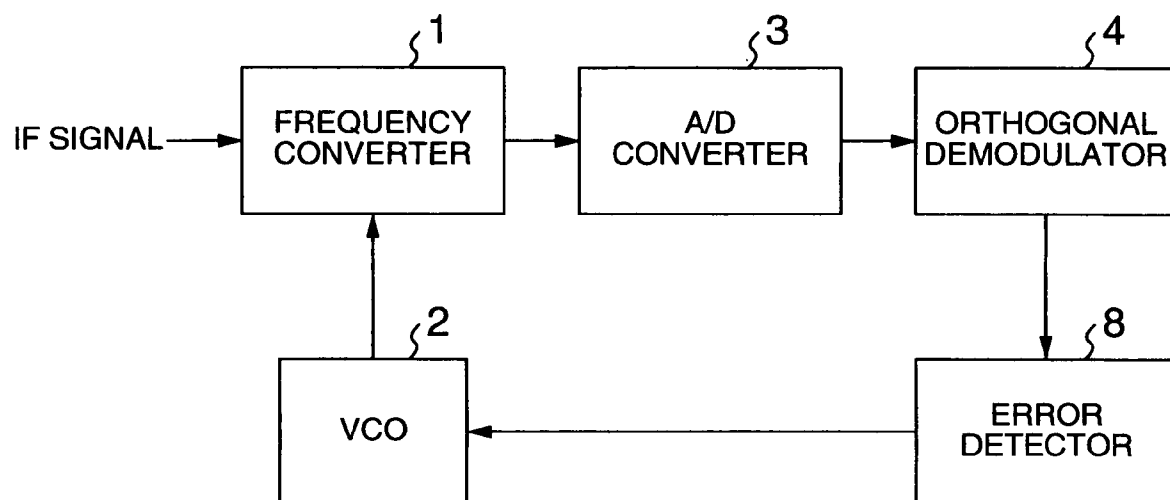 1
3
4
IF SIGNAL
FREQUENCY
CONVERTER
A/D
CONVERTER
ORTHOGONAL
DEMODULATOR
2
8
VCO
ERROR
DETECTOR